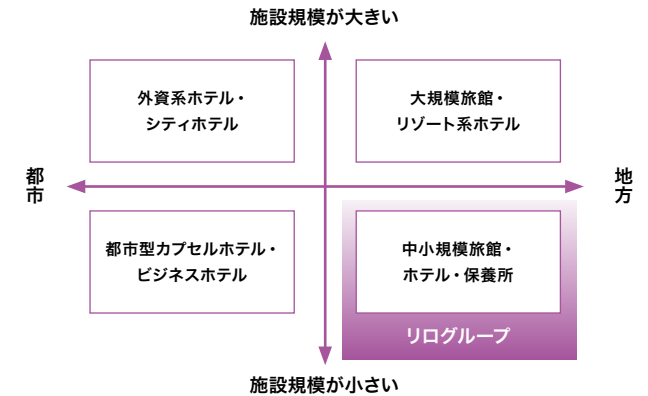 施設規模が大きい
外資系ホテル・
シティホテル
大規模旅館・
リゾート系ホテル
都市
地方
都市型カプセルホテル・
ビジネスホテル
中小規模旅館・
ホテル・保養所
リログループ
施設規模が小さい